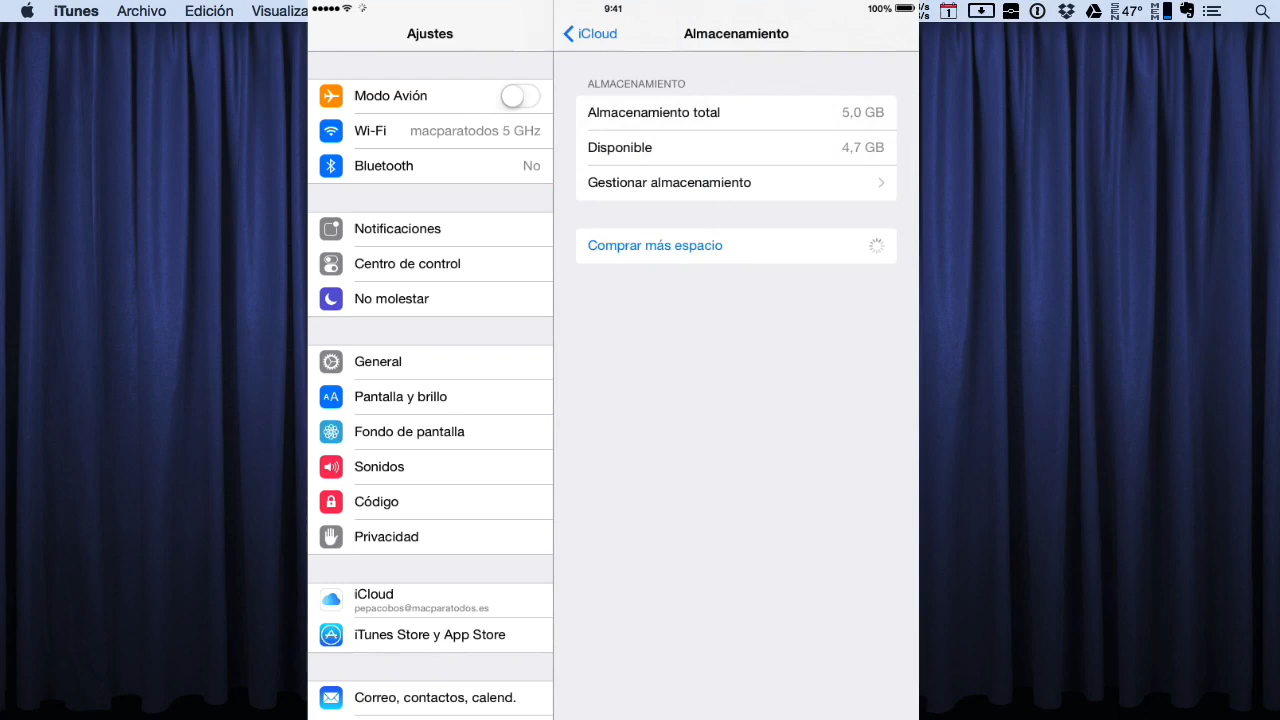 iTunes Archivo Edición Visualiza
9:41
100%
1
47°
Ajustes
iCloud
Almacenamiento
Modo Avión
Wi-Fi macparatodos 5 GHz
Bluetooth No
Notificaciones
Centro de control
No molestar
General
AA Pantalla y brillo
Fondo de pantalla
Sonidos
Código
Privacidad
iCloud
pepacobos@macparatodos.es
iTunes Store y App Store
Correo, contactos, calend.
ALMACENAMIENTO
Almacenamiento total 5,0 GB
Disponible 4,7 GB
Gestionar almacenamiento
Comprar más espacio